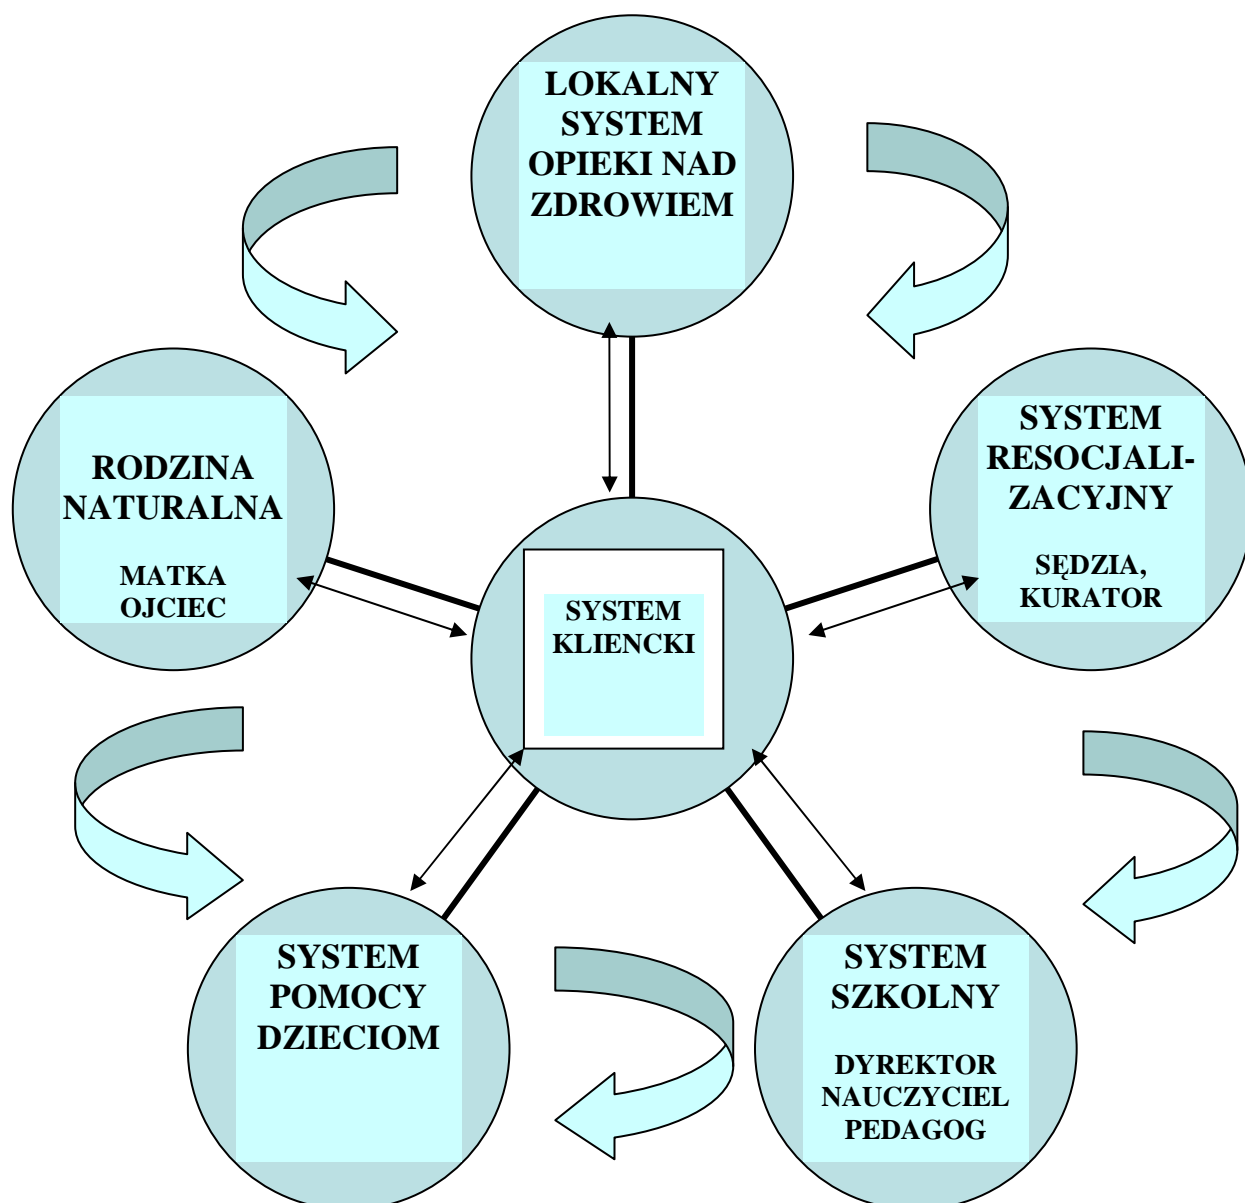 LOKALNY
SYSTEM
OPIEKI NAD
ZDROWIEM
RODZINA
NATURALNA
MATKA
OJCIEC
SYSTEM
RESOCJALI-
ZACYJNY
SĘDZIA,
KURATOR
SYSTEM
KLIENCKI
SYSTEM
POMOCY
DZIECIOM
SYSTEM
SZKOLNY
DYREKTOR
NAUCZYCIEL
PEDAGOG